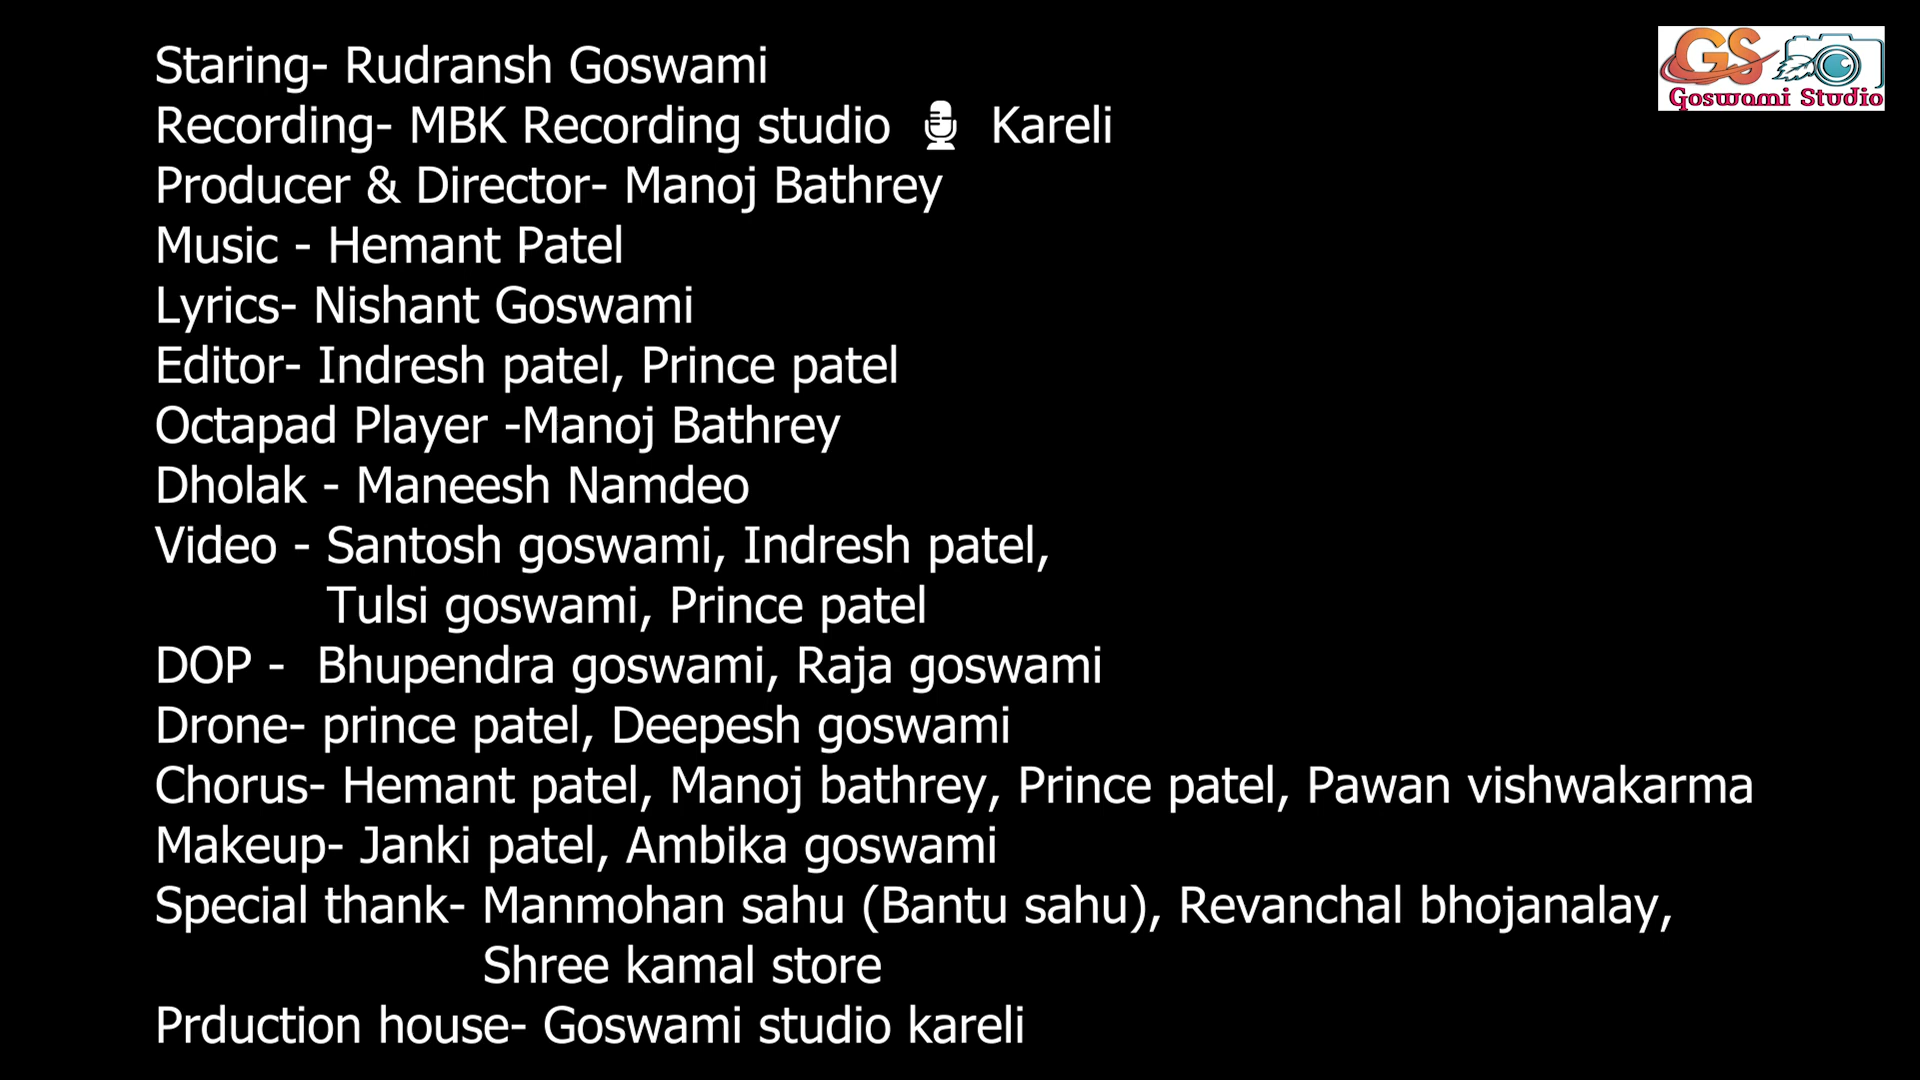 Staring- Rudransh Goswami
Recording- MBK Recording studio Kareli
Producer & Director- Manoj Bathrey
Music - Hemant Patel
Lyrics- Nishant Goswami
Editor- Indresh patel, Prince patel
Octapad Player -Manoj Bathrey
Dholak - Maneesh Namdeo
Video - Santosh goswami, Indresh patel,
Tulsi goswami, Prince patel
DOP - Bhupendra goswami, Raja goswami
Drone- prince patel, Deepesh goswami
Chorus- Hemant patel, Manoj bathrey, Prince patel, Pawan vishwakarma
Makeup- Janki patel, Ambika goswami
Special thank- Manmohan sahu (Bantu sahu), Revanchal bhojanalay,
Shree kamal store
Prduction house- Goswami studio kareli
GS
Goswami Studio